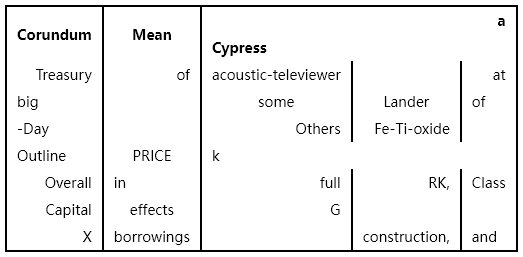 a
Corundum Mean Cypress
Treasury of acoustic-televiewer at
big some Lander of
-Day Others Fe-Ti-oxide
Outline PRICE k
Overall in full RK, Class
Capital effects G
X borrowings construction, and